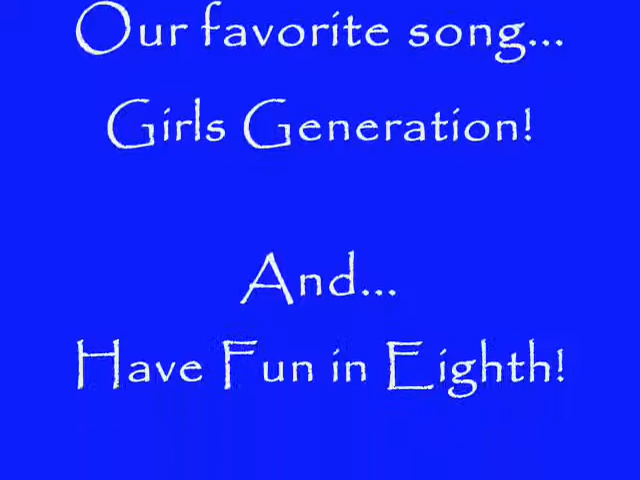 Our favorite song...
Girls Generation!
And...
Have Fun in Eighth!